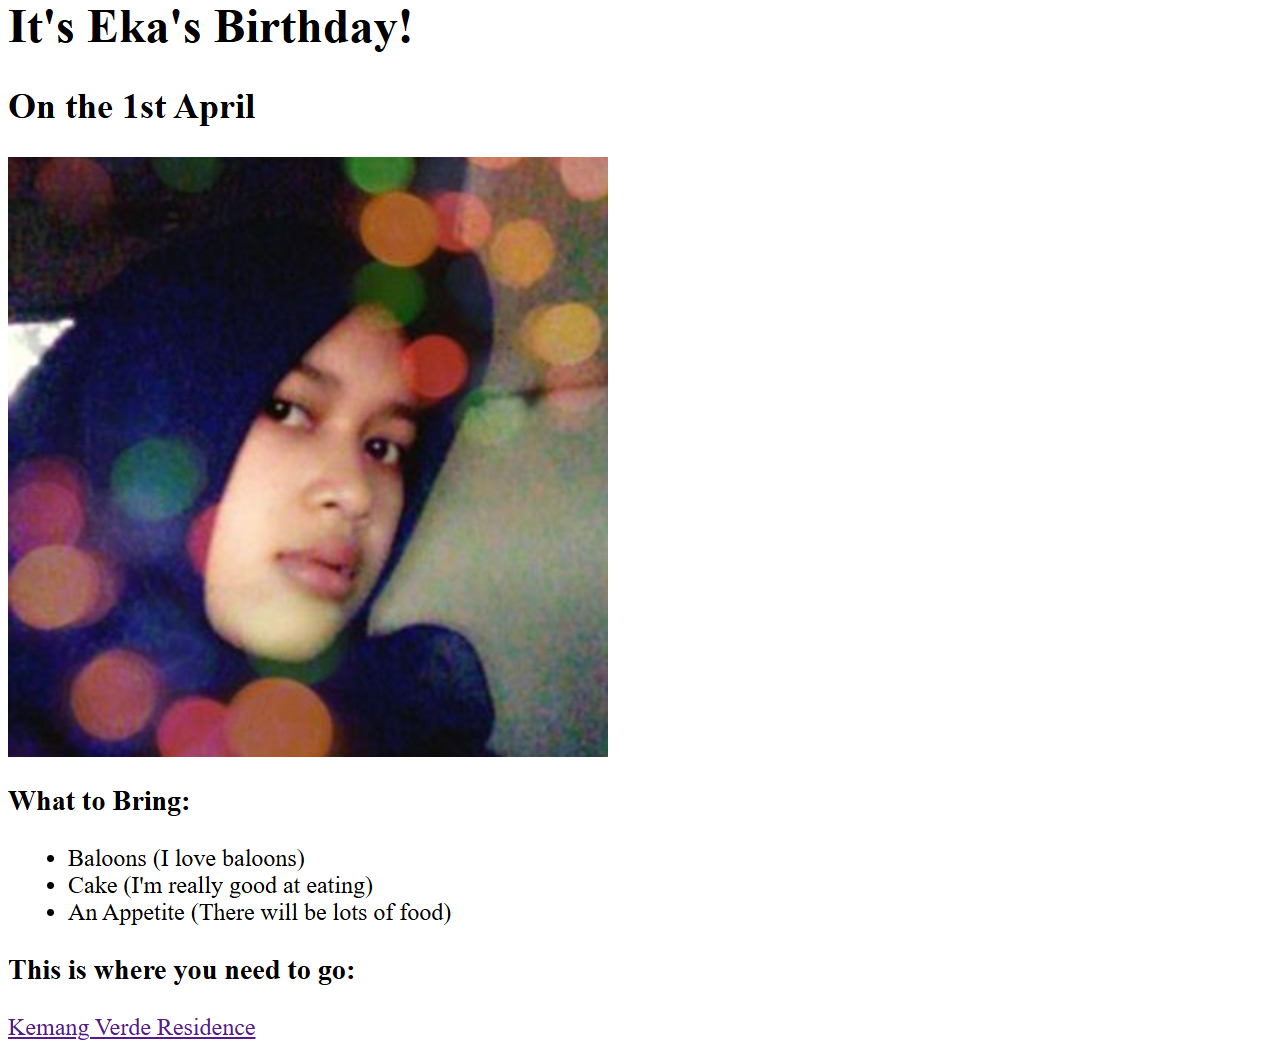 It's Eka's Birthday!
On the 1st April
What to Bring:
Baloons (I love baloons)
Cake (I'm really good at eating)
An Appetite (There will be lots of food)
This is where you need to go:
Kemang Verde Residence